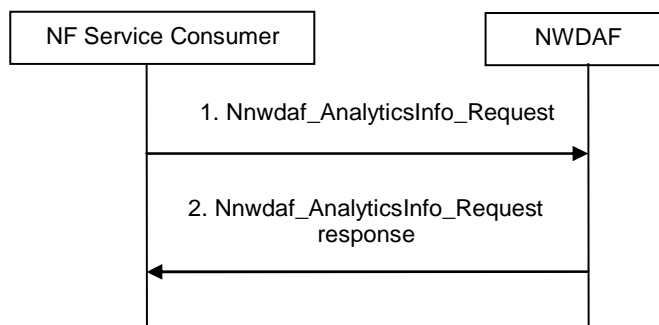 NF Service Consumer
NWDAF
1. Nnwdaf_AnalyticsInfo_Request
2. Nnwdaf_AnalyticsInfo_Request
response